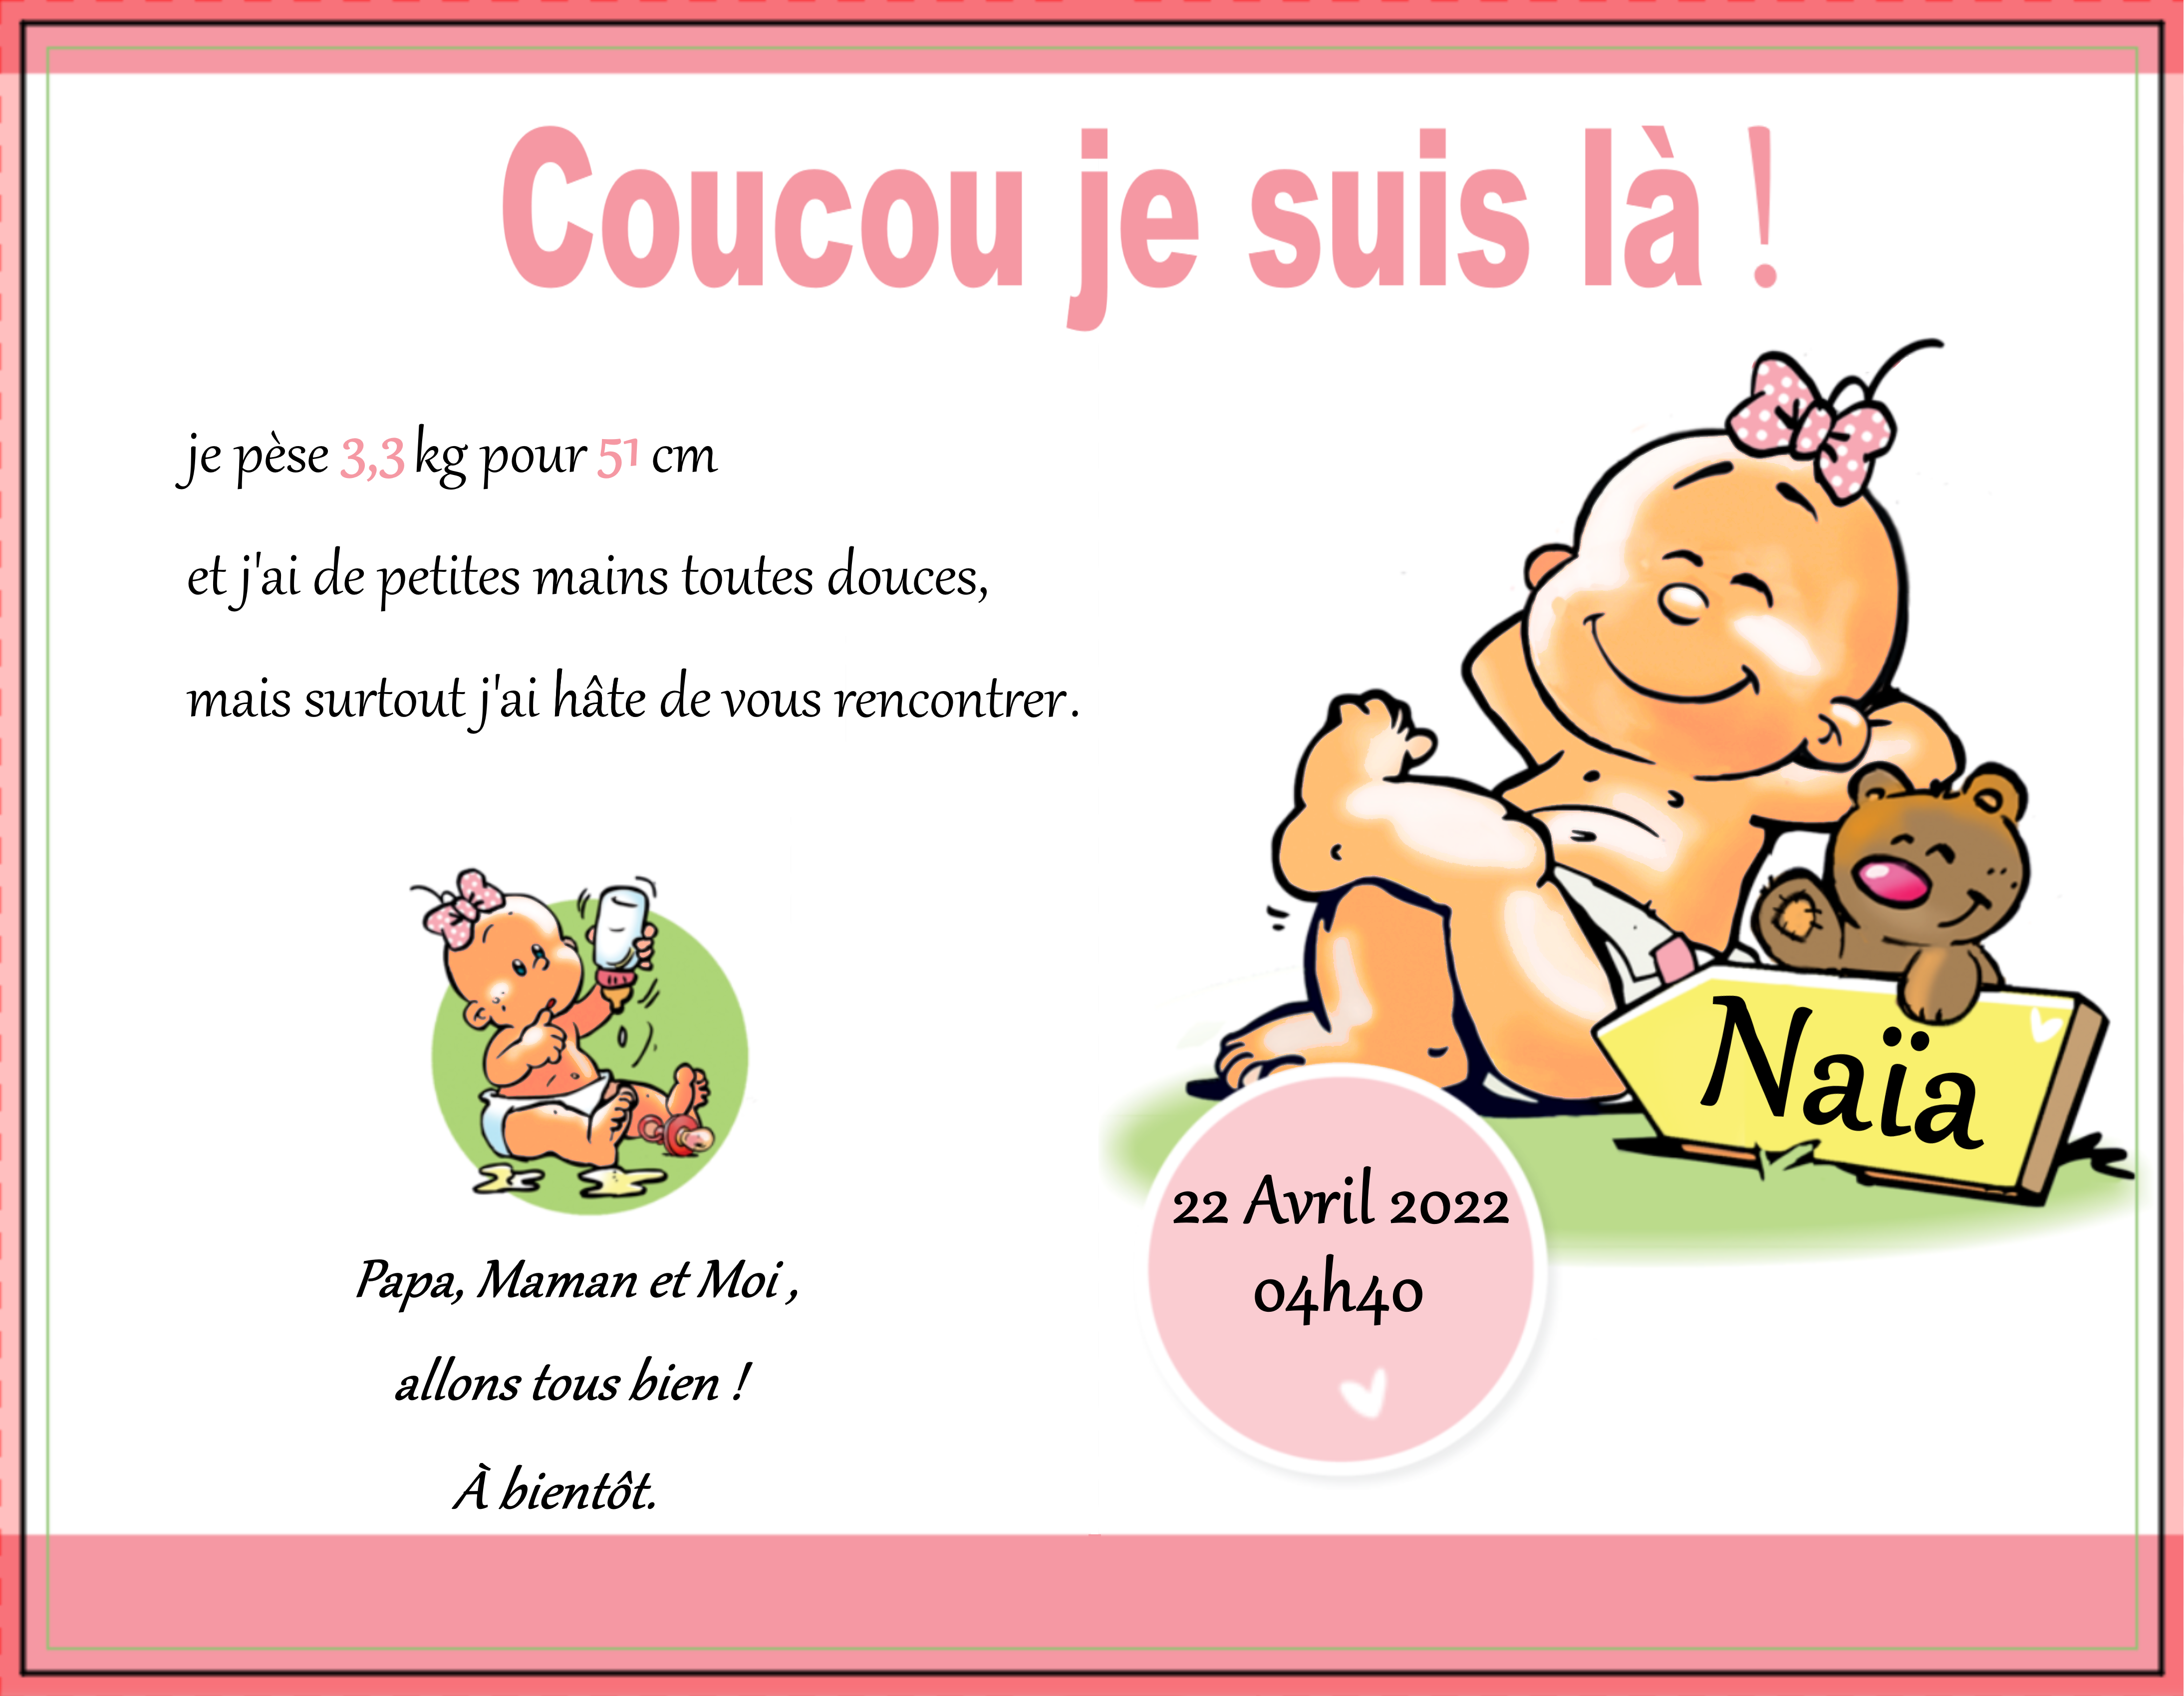 Coucou je suis là !
je pèse 3,3 kg pour 51 cm
et j'ai de petites mains toutes douces,
mais surtout j'ai hâte de vous rencontrer.
Naïa
22 Avril 2022
04h40
Papa, Maman et Moi ,
allons tous bien !
À bientôt.